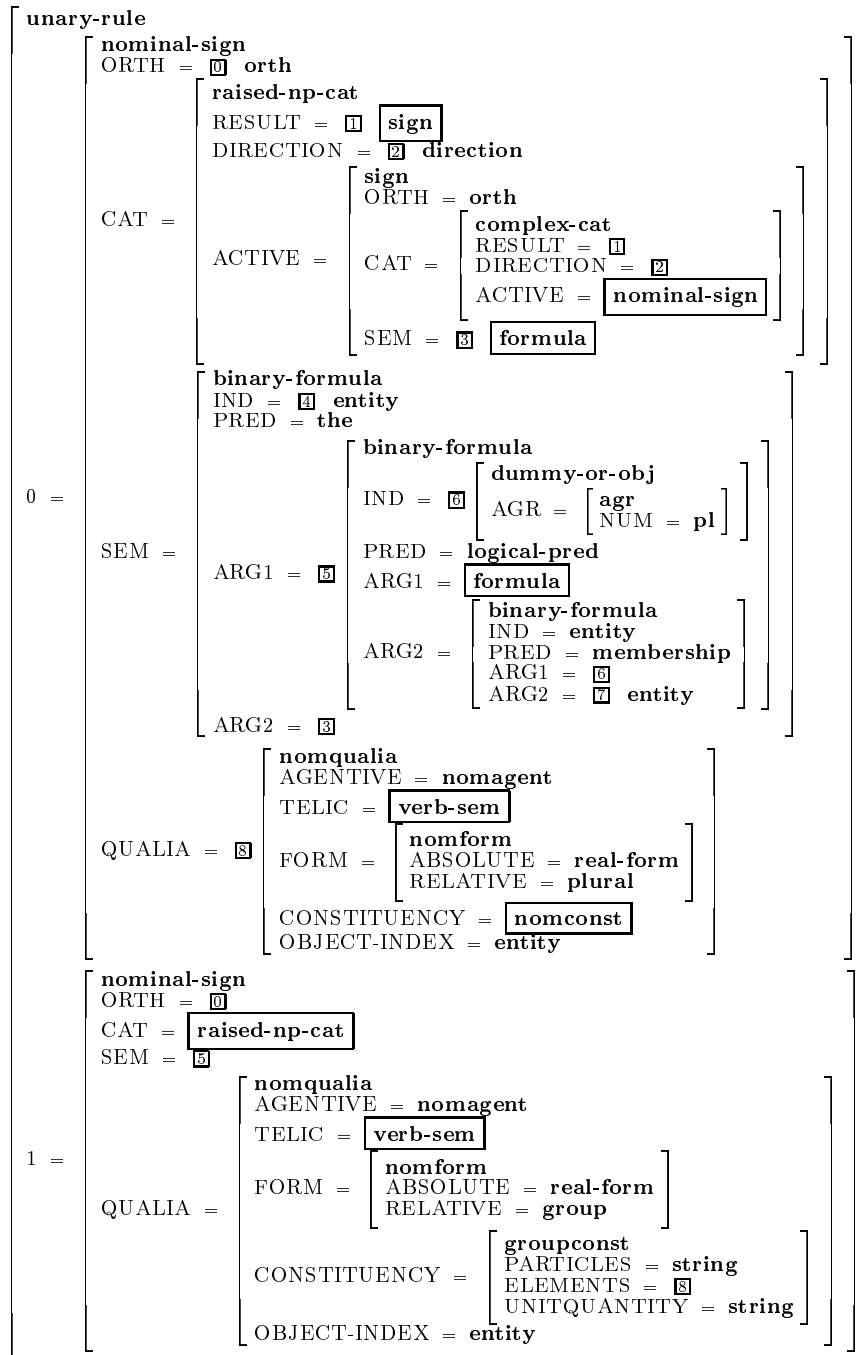 unary-rule
nominal-sign
ORTH = 0 orth
raised-np-cat
RESULT = 1 sign
DIRECTION = 2 direction
sign
ORTH = orth
CAT =
complex-cat
RESULT = 1
ACTIVE =
CAT =
DIRECTION = 2
ACTIVE = nominal-sign
SEM = 3 formula
binary-formula
IND = 4 entity
PRED = the
binary-formula
dummy-or-obj
0 =
IND = 6
AGR =
agr
NUM = pl
SEM =
PRED = logical-pred
ARG1 = 5
ARG1 = formula
binary-formula
IND = entity
ARG2 =
PRED = membership
ARG1 = 6
ARG2 = 7 entity
ARG2 = 3
nomqualia
AGENTIVE = nomagent
TELIC = verb-sem
nomform
QUALIA = 8
FORM =
ABSOLUTE = real-form
RELATIVE = plural
CONSTITUENCY = nomconst
OBJECT-INDEX = entity
nominal-sign
ORTH = 0
CAT = raised-np-cat
SEM = 5
nomqualia
AGENTIVE = nomagent
TELIC = verb-sem
1 =
nomform
FORM =
ABSOLUTE = real-form
QUALIA =
RELATIVE = group
groupconst
PARTICLES = string
CONSTITUENCY =
ELEMENTS = 8
UNITQUANTITY = string
OBJECT-INDEX = entity